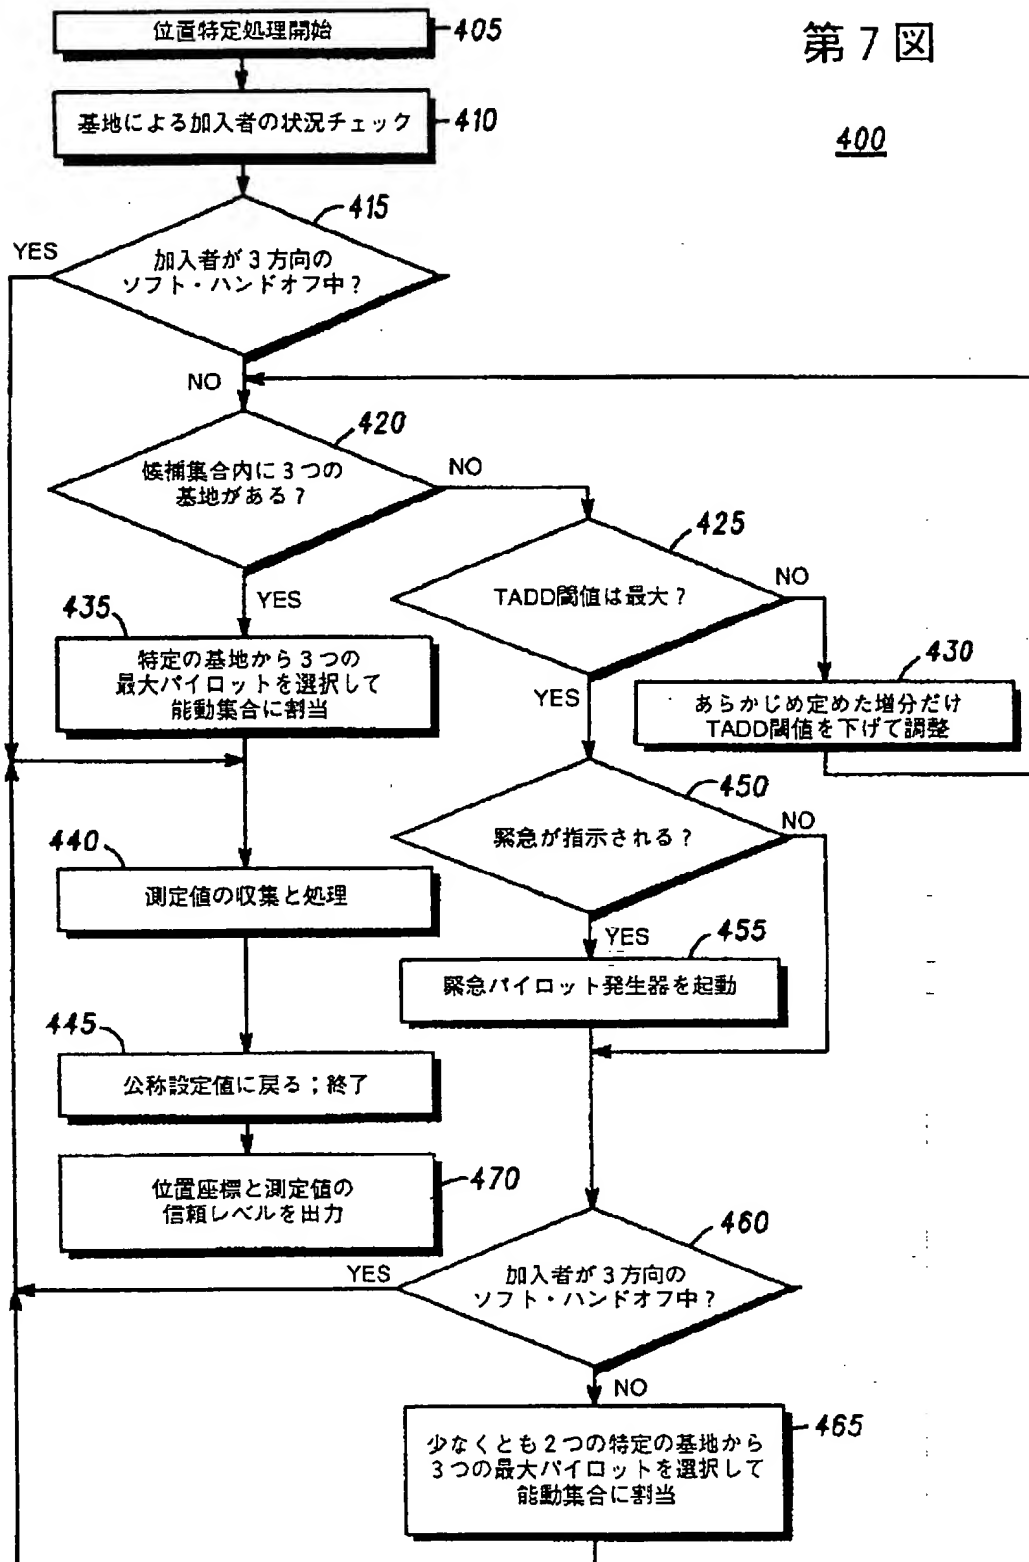 第7図
400
位置特定処理開始
405
基地による加入者の状況チェック
410
415
加入者が3方向の
ソフト・ハンドオフ中?
YES
NO
420
候補集合内に3つの
基地がある?
NO
YES
425
TADD閾値は最大?
NO
YES
430
あらかじめ定めた増分だけ
TADD閾値を下げて調整
435
特定の基地から3つの
最大パイロットを選択して
能動集合に割当
450
緊急が指示される?
NO
YES
440
測定値の収集と処理
455
緊急パイロット発生器を起動
445
公称設定値に戻る;終了
位置座標と測定値の
信頼レベルを出力
470
460
加入者が3方向の
ソフト・ハンドオフ中?
YES
NO
465
少なくとも2つの特定の基地から
3つの最大パイロットを選択して
能動集合に割当